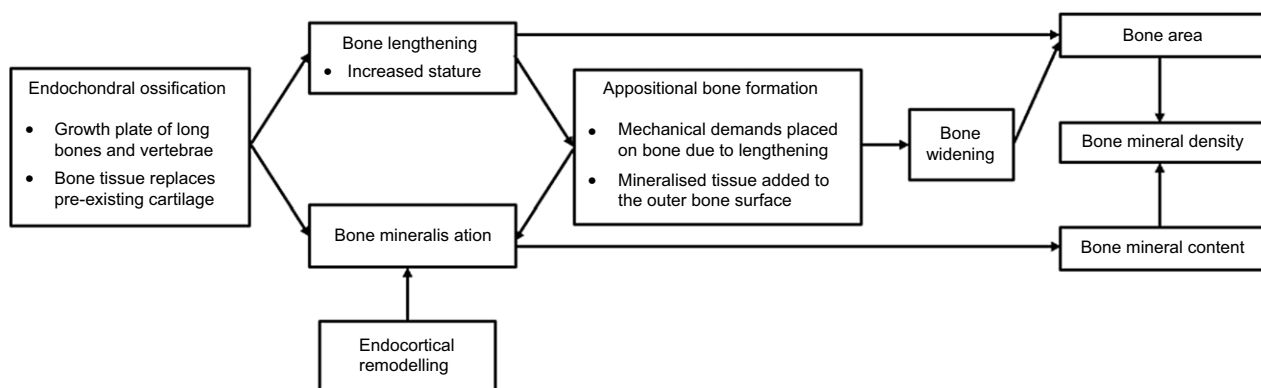 Endochondral ossification
• Growth plate of long
bones and vertebrae
• Bone tissue replaces
pre-existing cartilage
Bone lengthening
• Increased stature
Bone mineralis ation
Endocortical
remodelling
Appositional bone formation
• Mechanical demands placed
on bone due to lengthening
• Mineralised tissue added to
the outer bone surface
Bone
widening
Bone area
Bone mineral density
Bone mineral content